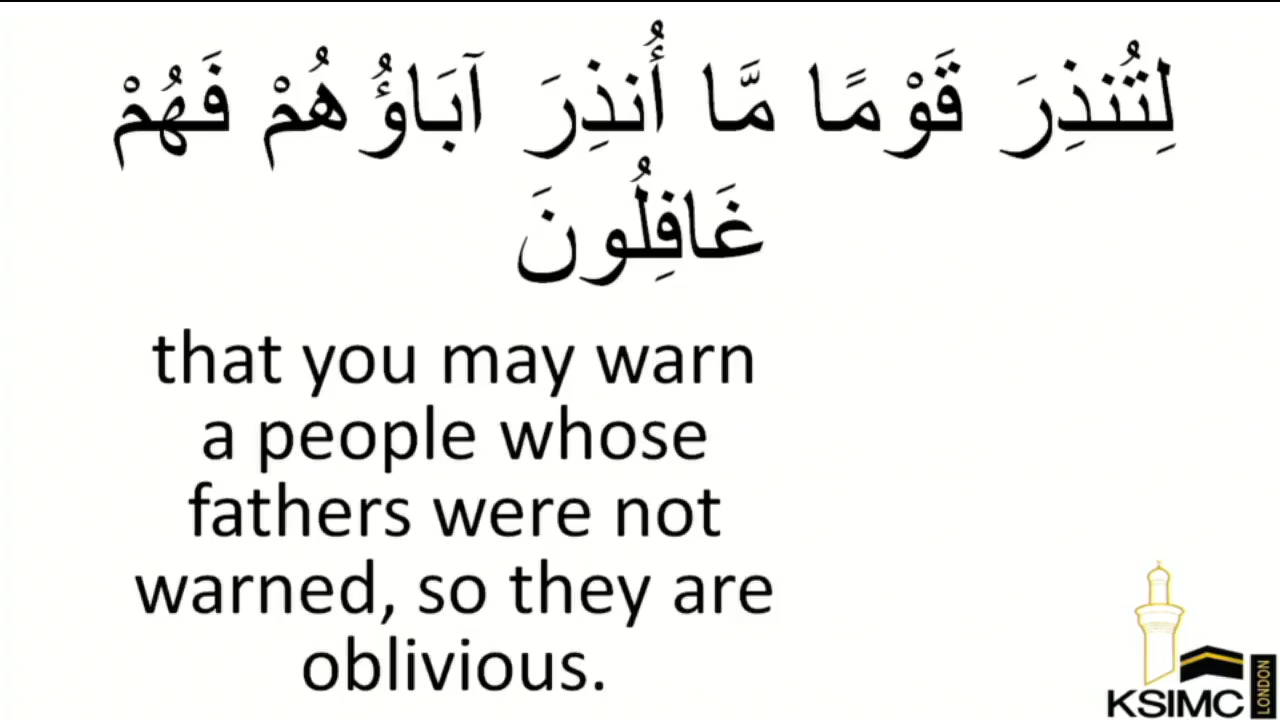 لِتُنذِرَ قَوْمًا مَّا أُنذِرَ آبَاؤُهُمْ فَهُمْ
غَافِلُونَ
that you may warn
a people whose
fathers were not
warned, so they are
oblivious.
KSIMC
LONDON